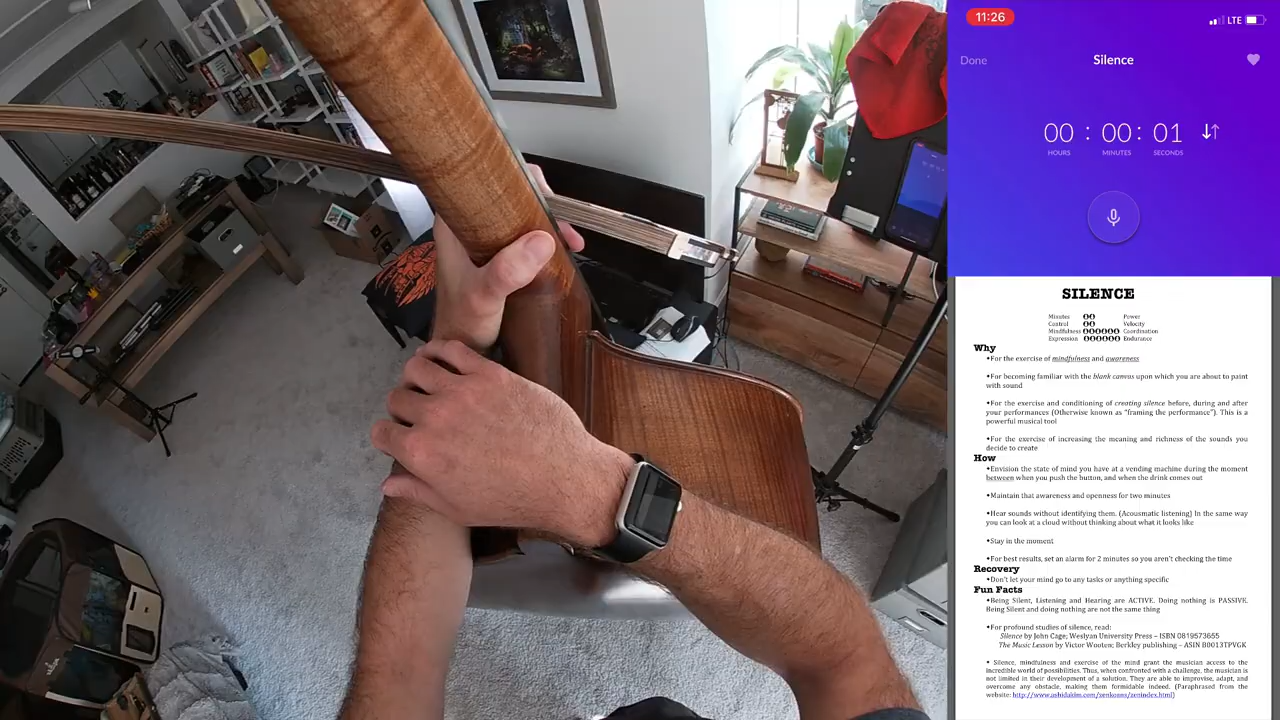 11:26
LTE
Done
Silence
00 : 00 : 01
HOURS MINUTES SECONDS
SILENCE
Minutes Power
Control Velocity
Mindfulness Coordination
Expression Endurance
Why
•For the exercise of mindfulness and awareness
•For becoming familiar with the blank canvas upon which you are about to paint
with sound
•For the exercise and conditioning of creating silence before, during and after
your performances (Otherwise known as "framing the performance"). This is a
powerful musical tool
•For the exercise of increasing the meaning and richness of the sounds you
decide to create
How
•Envision the state of mind you have at a vending machine during the moment
between when you push the button, and when the drink comes out
•Maintain that awareness and openness for two minutes
•Hear sounds without identifying them. (Acousmatic listening) In the same way
you can look at a cloud without thinking about what it looks like
•Stay in the moment
•For best results, set an alarm for 2 minutes so you aren't checking the time
Recovery
•Don't let your mind go to any tasks or anything specific
Fun Facts
•Being Silent, Listening and Hearing are ACTIVE. Doing nothing is PASSIVE.
Being Silent and doing nothing are not the same thing
•For profound studies of silence, read:
Silence by John Cage; Weslyan University Press – ISBN 0819573655
The Music Lesson by Victor Wooten; Berkley publishing – ASIN B0013TPVGK
• Silence, mindfulness and exercise of the mind grant the musician access to the
incredible world of possibilities. Thus, when confronted with a challenge, the musician is
not limited in their development of a solution. They are able to improvise, adapt, and
overcome any obstacle, making them formidable indeed. (Paraphrased from the
website: http://www.ashidakim.com/zenkoans/zenindex.html)